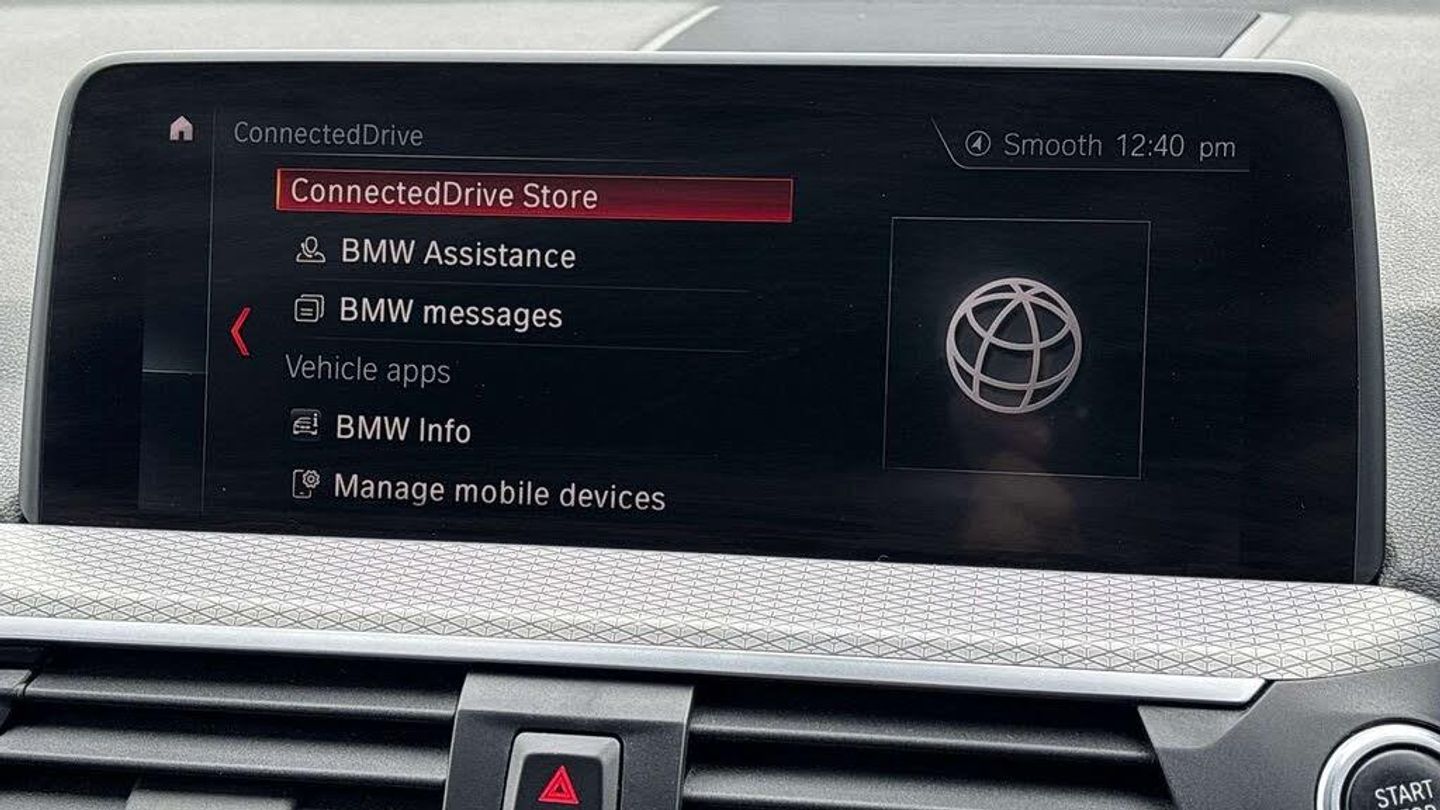 ConnectedDrive
Smooth 12:40 pm
ConnectedDrive Store
BMW Assistance
BMW messages
Vehicle apps
BMW Info
Manage mobile devices
START